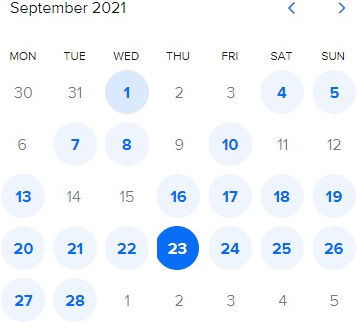 September 2021
MON TUE WED THU FRI SAT SUN
30 31 1 2 3 4 5
6 7 8 9 10 11 12
13 14 15 16 17 18 19
20 21 22 23 24 25 26
27 28 1 2 3 4 5